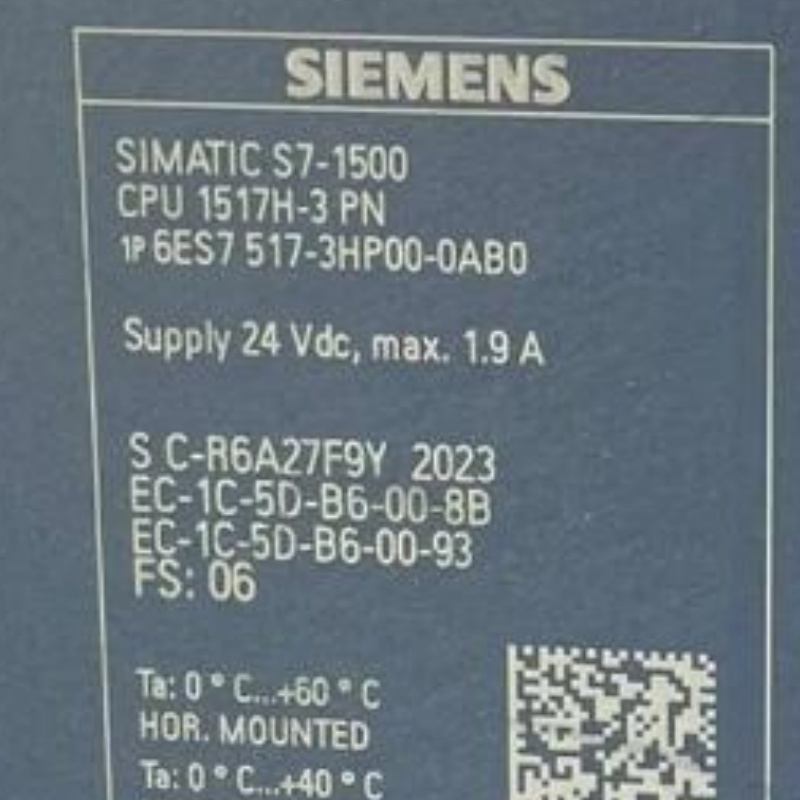 SIEMENS
SIMATIC S7-1500
CPU 1517H-3 PN
1P 6ES7 517-3HP00-0AB0
Supply 24 Vdc, max. 1.9 A
S C-R6A27F9Y 2023
EC-1C-5D-B6-00-8B
EC-1C-5D-B6-00-93
FS: 06
Ta: 0 ° C...+60 ° C
HOR. MOUNTED
Ta: 0 ° C...+40 ° C